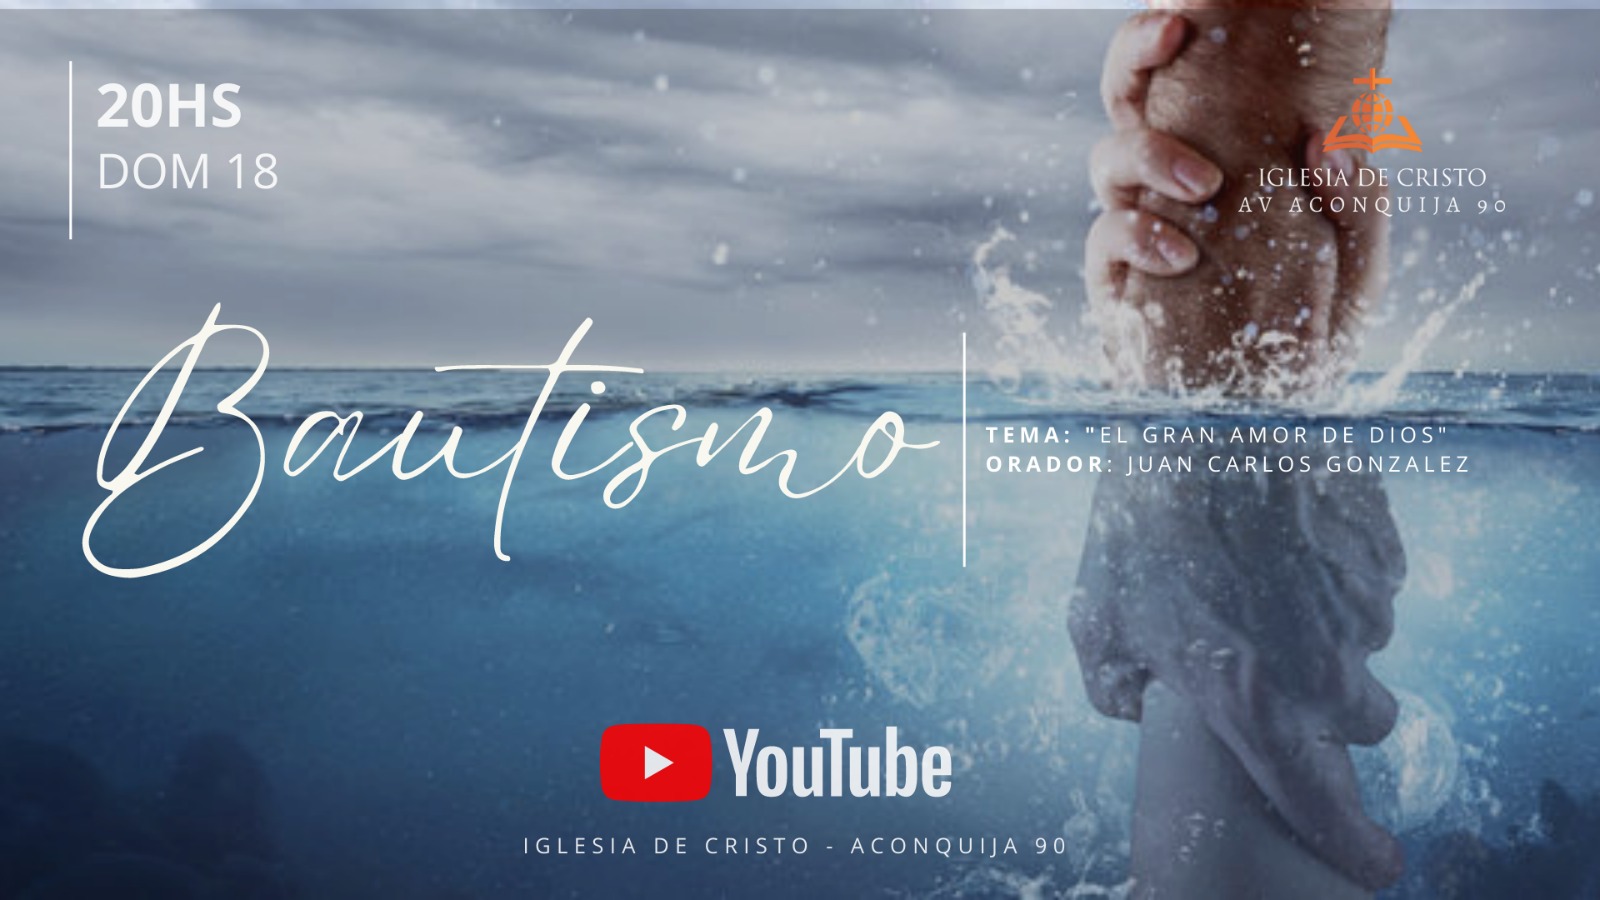 20HS
DOM 18
IGLESIA DE CRISTO
AV ACONQUIJA 90
Bautismo
TEMA: "EL GRAN AMOR DE DIOS"
ORADOR: JUAN CARLOS GONZALEZ
YouTube
IGLESIA DE CRISTO - ACONQUIJA 90